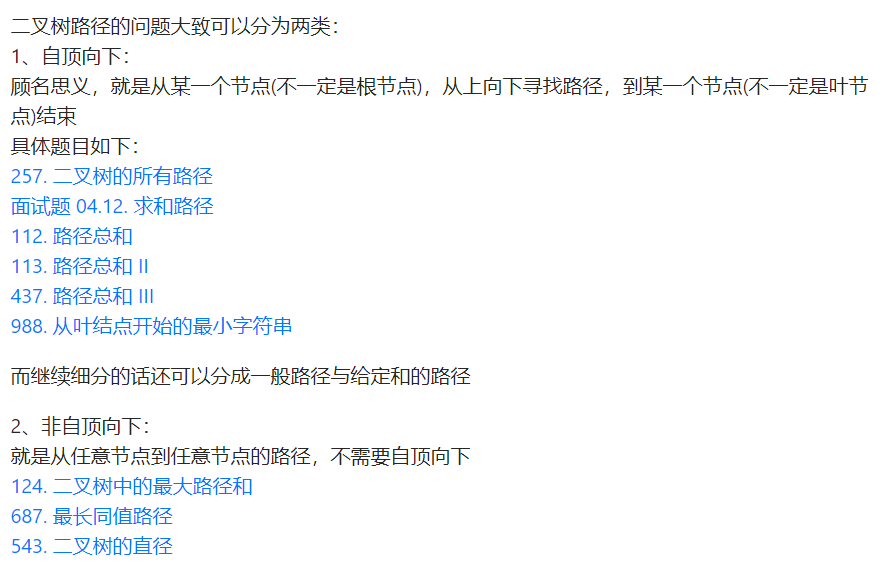 二叉树路径的问题大致可以分为两类：
1、自顶向下：
顾名思义，就是从某一个节点(不一定是根节点)，从上向下寻找路径，到某一个节点(不一定是叶节
点)结束
具体题目如下：
257. 二叉树的所有路径
面试题 04.12. 求和路径
112. 路径总和
113. 路径总和 II
437. 路径总和 III
988. 从叶结点开始的最小字符串
而继续细分的话还可以分成一般路径与给定和的路径
2、非自顶向下：
就是从任意节点到任意节点的路径，不需要自顶向下
124. 二叉树中的最大路径和
687. 最长同值路径
543. 二叉树的直径